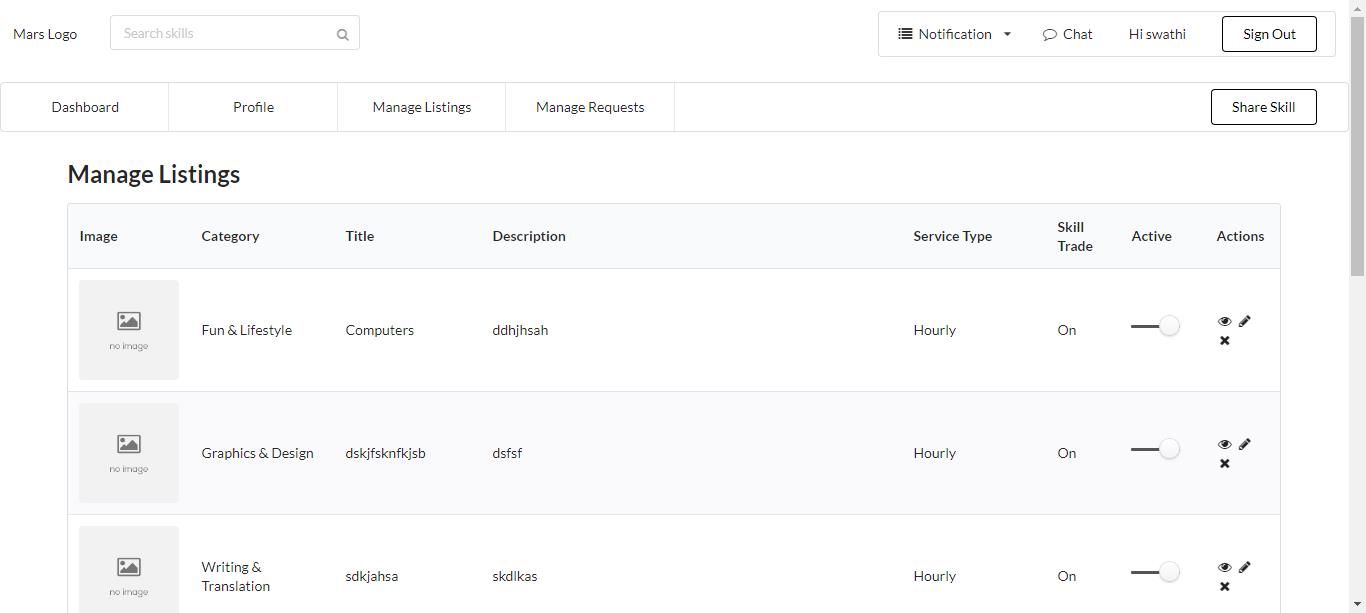 Mars Logo
Search skills
Notification
Chat
Hi swathi
Sign Out
Dashboard
Profile
Manage Listings
Manage Requests
Share Skill
Manage Listings
Image
Category
Title
Description
Service Type
Skill
Trade
Active
Actions
no image
Fun & Lifestyle
Computers
ddhjhsah
Hourly
On
no image
Graphics & Design
dskjfsknfkjsb
dsfsf
Hourly
On
no image
Writing &
Translation
sdkjahsa
skdlkas
Hourly
On